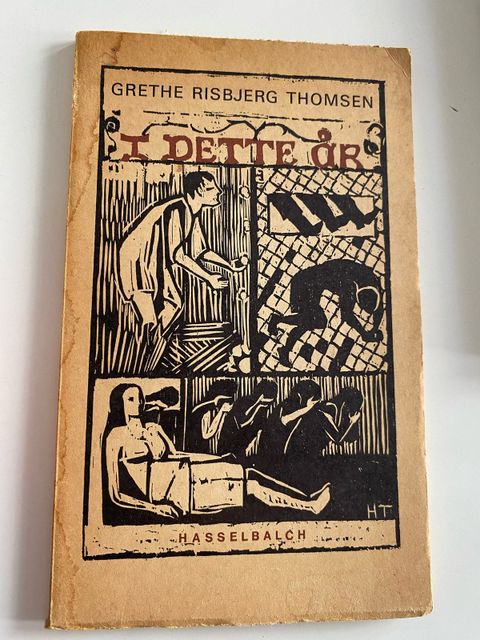 GRETHE RISBJERG THOMSEN
I DETTE ÅR
HT
HASSELBALCH